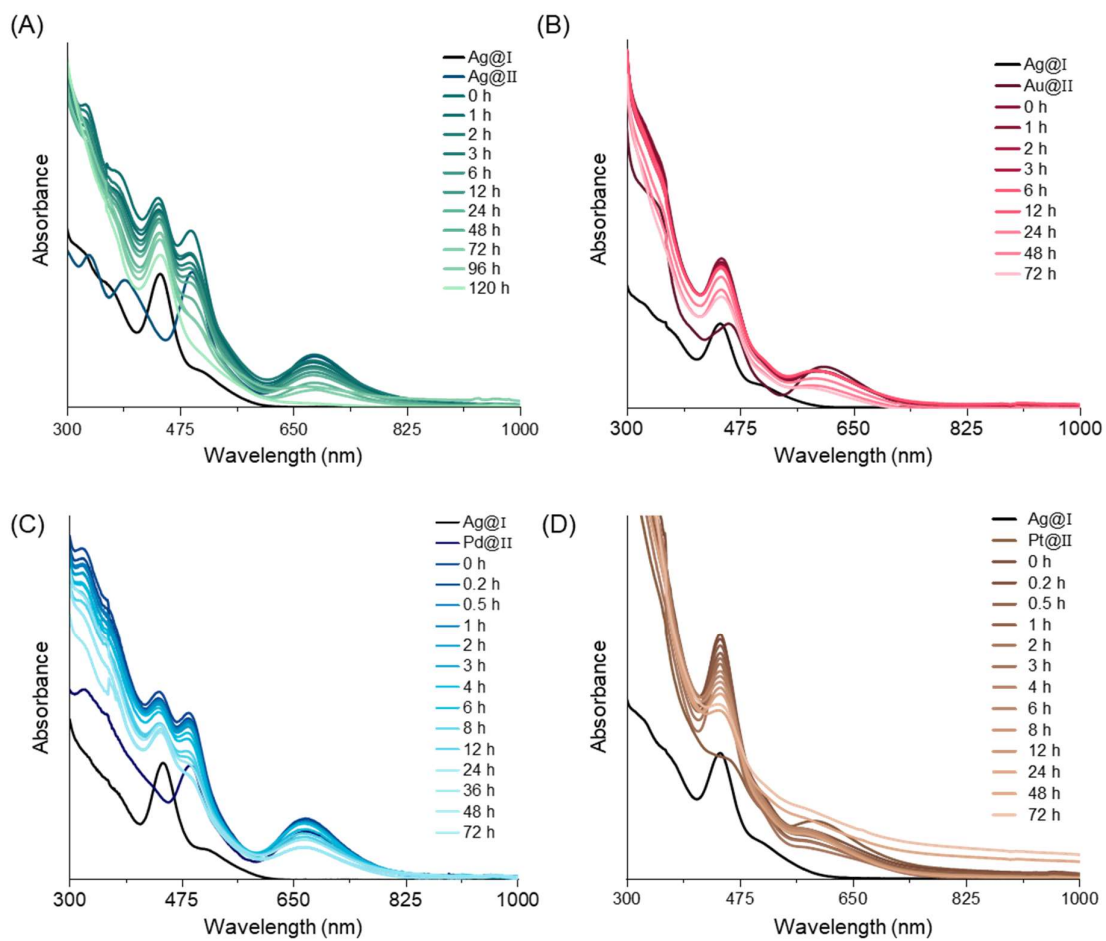 (A)
Absorbance
Ag@I
Ag@II
0 h
1 h
2 h
3 h
6 h
12 h
24 h
48 h
72 h
96 h
120 h
300 475 650 825 1000
Wavelength (nm)
(B)
Absorbance
Ag@I
Au@II
0 h
1 h
2 h
3 h
6 h
12 h
24 h
48 h
72 h
300 475 650 825 1000
Wavelength (nm)
(C)
Absorbance
Ag@I
Pd@II
0 h
0.2 h
0.5 h
1 h
2 h
3 h
4 h
6 h
8 h
12 h
24 h
36 h
48 h
72 h
300 475 650 825 1000
Wavelength (nm)
(D)
Absorbance
Ag@I
Pt@II
0 h
0.2 h
0.5 h
1 h
2 h
3 h
4 h
6 h
8 h
12 h
24 h
48 h
72 h
300 475 650 825 1000
Wavelength (nm)